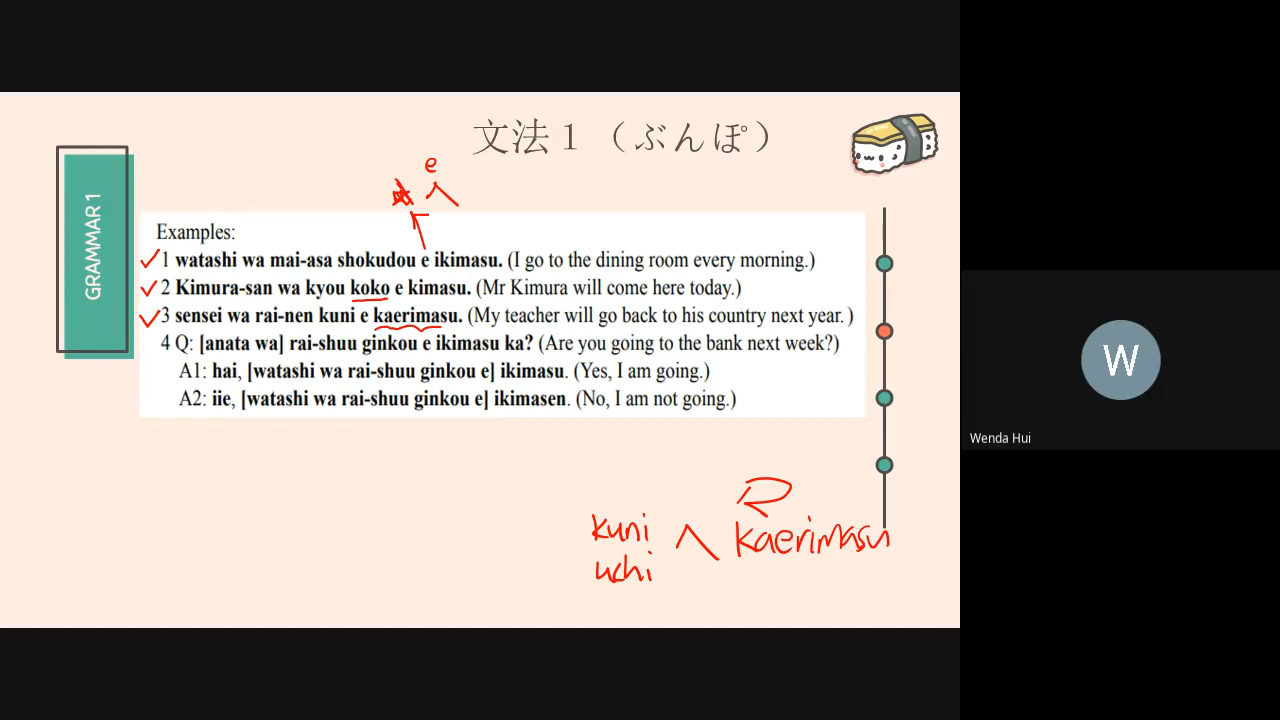 文法１（ぶんぽ）
GRAMMAR 1
e
へ
Examples:
1 watashi wa mai-asa shokudou e ikimasu. (I go to the dining room every morning.)
2 Kimura-san wa kyou koko e kimasu. (Mr Kimura will come here today.)
3 sensei wa rai-nen kuni e kaerimasu. (My teacher will go back to his country next year. )
4 Q: [anata wa] rai-shuu ginkou e ikimasu ka? (Are you going to the bank next week?)
A1: hai, [watashi wa rai-shuu ginkou e] ikimasu. (Yes, I am going.)
A2: iie, [watashi wa rai-shuu ginkou e] ikimasen. (No, I am not going.)
kuni へ kaerimasu
uchi
W
Wenda Hui